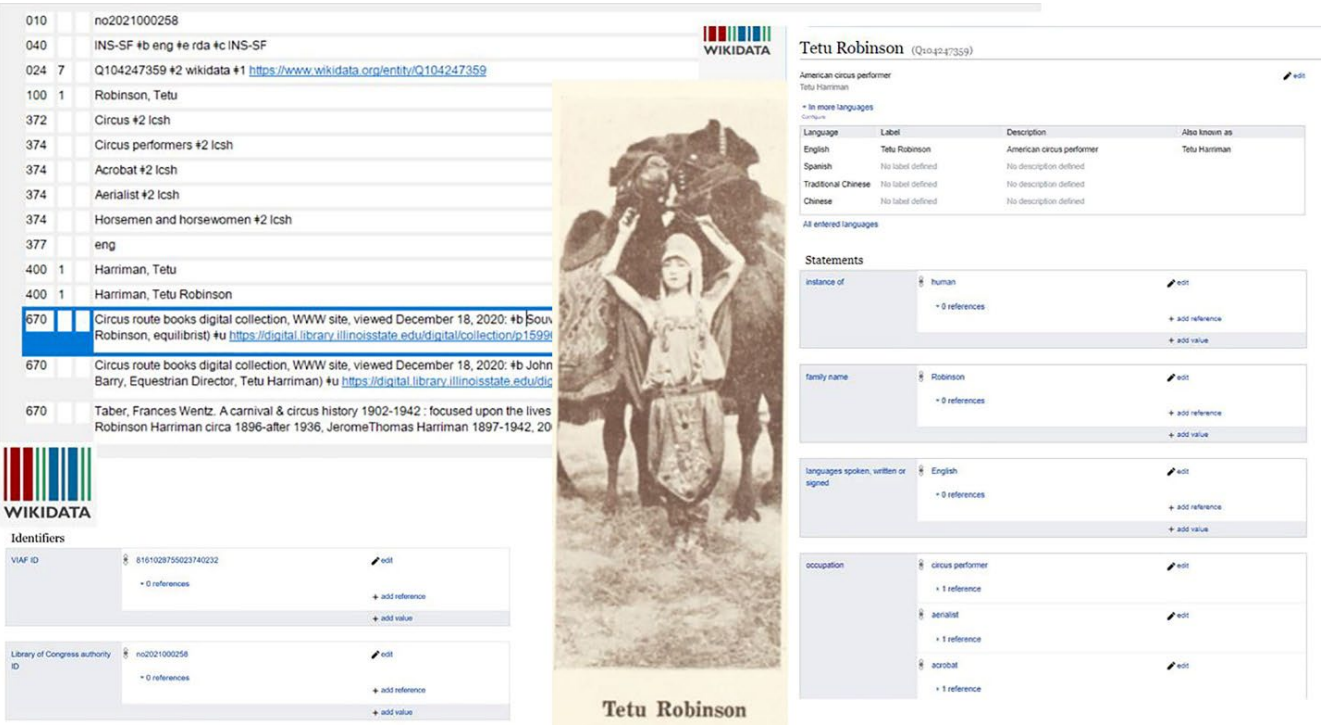 010 no2021000258
040 INS-SF ǂb eng ǂe rda ǂc INS-SF
024 7 Q104247359 ǂ2 wikidata ǂ1 https://www.wikidata.org/entity/Q104247359
100 1 Robinson, Tetu
372 Circus ǂ2 lcsh
374 Circus performers ǂ2 lcsh
374 Acrobat ǂ2 lcsh
374 Aerialist ǂ2 lcsh
374 Horsemen and horsewomen ǂ2 lcsh
377 eng
400 1 Harriman, Tetu
400 1 Harriman, Tetu Robinson
670 Circus route books digital collection, WWW site, viewed December 18, 2020: ǂb Souv
Robinson, equilibrist) ǂu https://digital.library.illinoisstate.edu/digital/collection/p1599
670 Circus route books digital collection, WWW site, viewed December 18, 2020: ǂb John
Barry, Equestrian Director, Tetu Harriman) ǂu https://digital.library.illinoisstate.edu/dig
670 Taber, Frances Wentz. A carnival & circus history 1902-1942 : focused upon the lives
Robinson Harriman circa 1896-after 1936, JeromeThomas Harriman 1897-1942, 20
WIKIDATA
Identifiers
VIAF ID 8161028755023740232 edit
0 references
+ add reference
+ add value
Library of Congress authority ID no2021000258 edit
0 references
+ add reference
+ add value
Tetu Robinson
WIKIDATA
Tetu Robinson (Q104247359)
American circus performer edit
Tetu Harriman
In more languages
Configure
Language Label Description Also known as
English Tetu Robinson American circus performer Tetu Harriman
Spanish No label defined No description defined
Traditional Chinese No label defined No description defined
Chinese No label defined No description defined
All entered languages
Statements
instance of human edit
0 references
+ add reference
+ add value
family name Robinson edit
0 references
+ add reference
+ add value
languages spoken, written or
signed
English edit
0 references
+ add reference
+ add value
occupation circus performer edit
1 reference
aerialist edit
1 reference
acrobat edit
1 reference